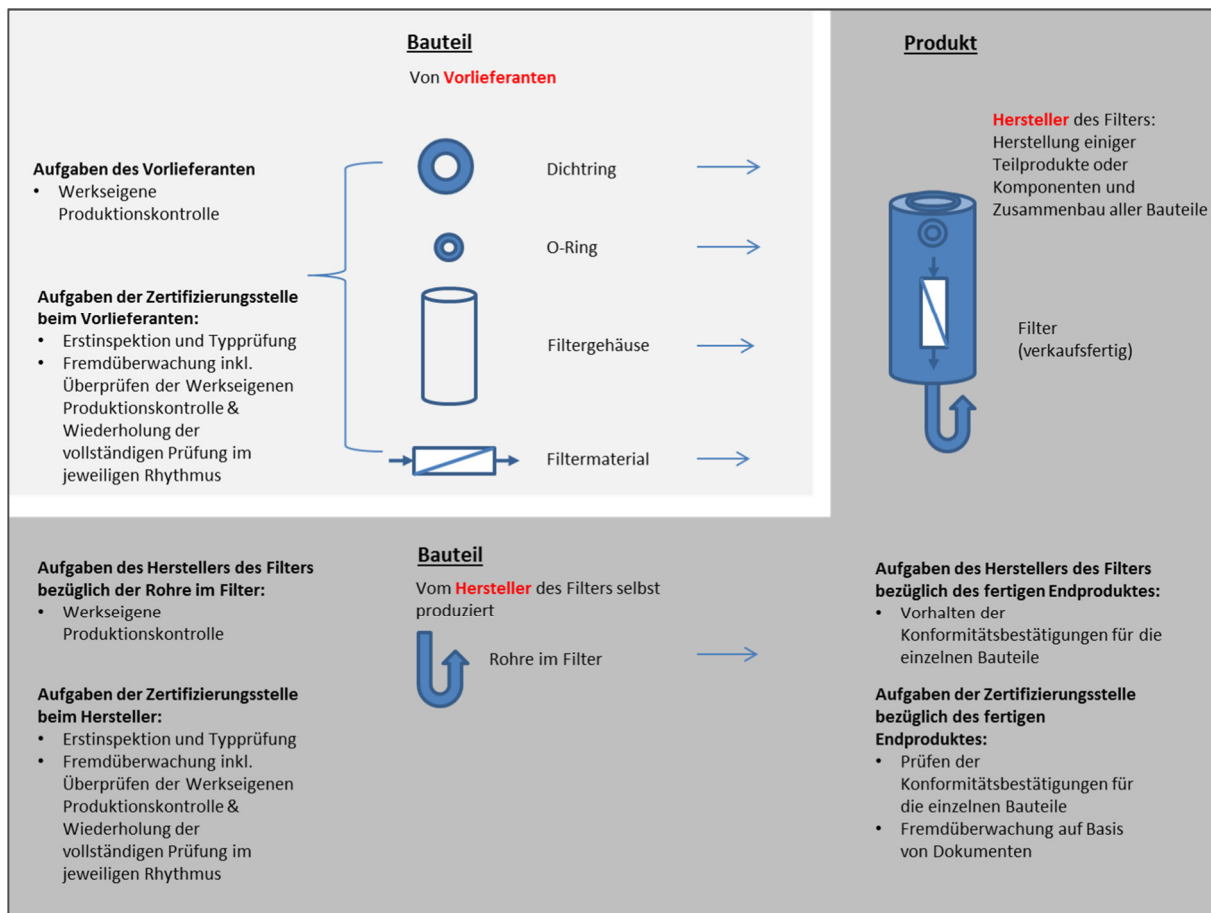 Bauteil
Von Vorlieferanten
Aufgaben des Vorlieferanten
• Werkseigene
Produktionskontrolle
Aufgaben der Zertifizierungsstelle
beim Vorlieferanten:
• Erstinspektion und Typprüfung
• Fremdüberwachung inkl.
Überprüfen der Werkseigenen
Produktionskontrolle &
Wiederholung der
vollständigen Prüfung im
jeweiligen Rhythmus
Dichtring
O-Ring
Filtergehäuse
Filtermaterial
Produkt
Hersteller des Filters:
Herstellung einiger
Teilprodukte oder
Komponenten und
Zusammenbau aller Bauteile
Filter
(verkaufsfertig)
Aufgaben des Herstellers des Filters
bezüglich der Rohre im Filter:
• Werkseigene
Produktionskontrolle
Aufgaben der Zertifizierungsstelle
beim Hersteller:
• Erstinspektion und Typprüfung
• Fremdüberwachung inkl.
Überprüfen der Werkseigenen
Produktionskontrolle &
Wiederholung der
vollständigen Prüfung im
jeweiligen Rhythmus
Bauteil
Vom Hersteller des Filters selbst
produziert
Rohre im Filter
Aufgaben des Herstellers des Filters
bezüglich des fertigen Endproduktes:
• Vorhalten der
Konformitätsbestätigungen für die
einzelnen Bauteile
Aufgaben der Zertifizierungsstelle
bezüglich des fertigen
Endproduktes:
• Prüfen der
Konformitätsbestätigungen für
die einzelnen Bauteile
• Fremdüberwachung auf Basis
von Dokumenten